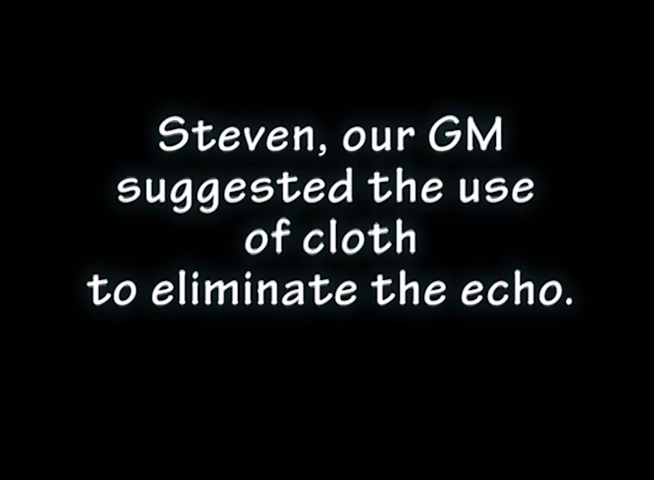 Steven, our GM
suggested the use
of cloth
to eliminate the echo.